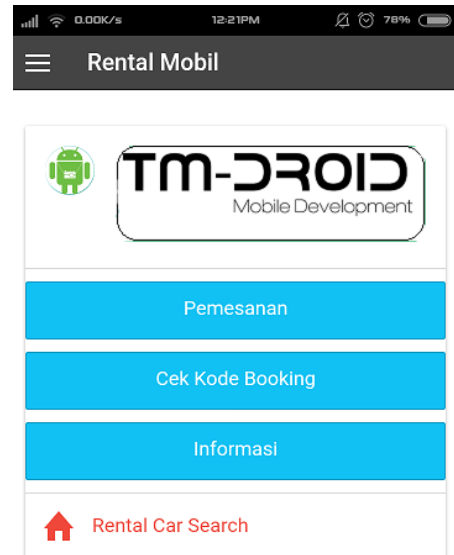 0.00K/s 12:21PM 78%
Rental Mobil
TM-DROID
Mobile Development
Pemesanan
Cek Kode Booking
Informasi
Rental Car Search